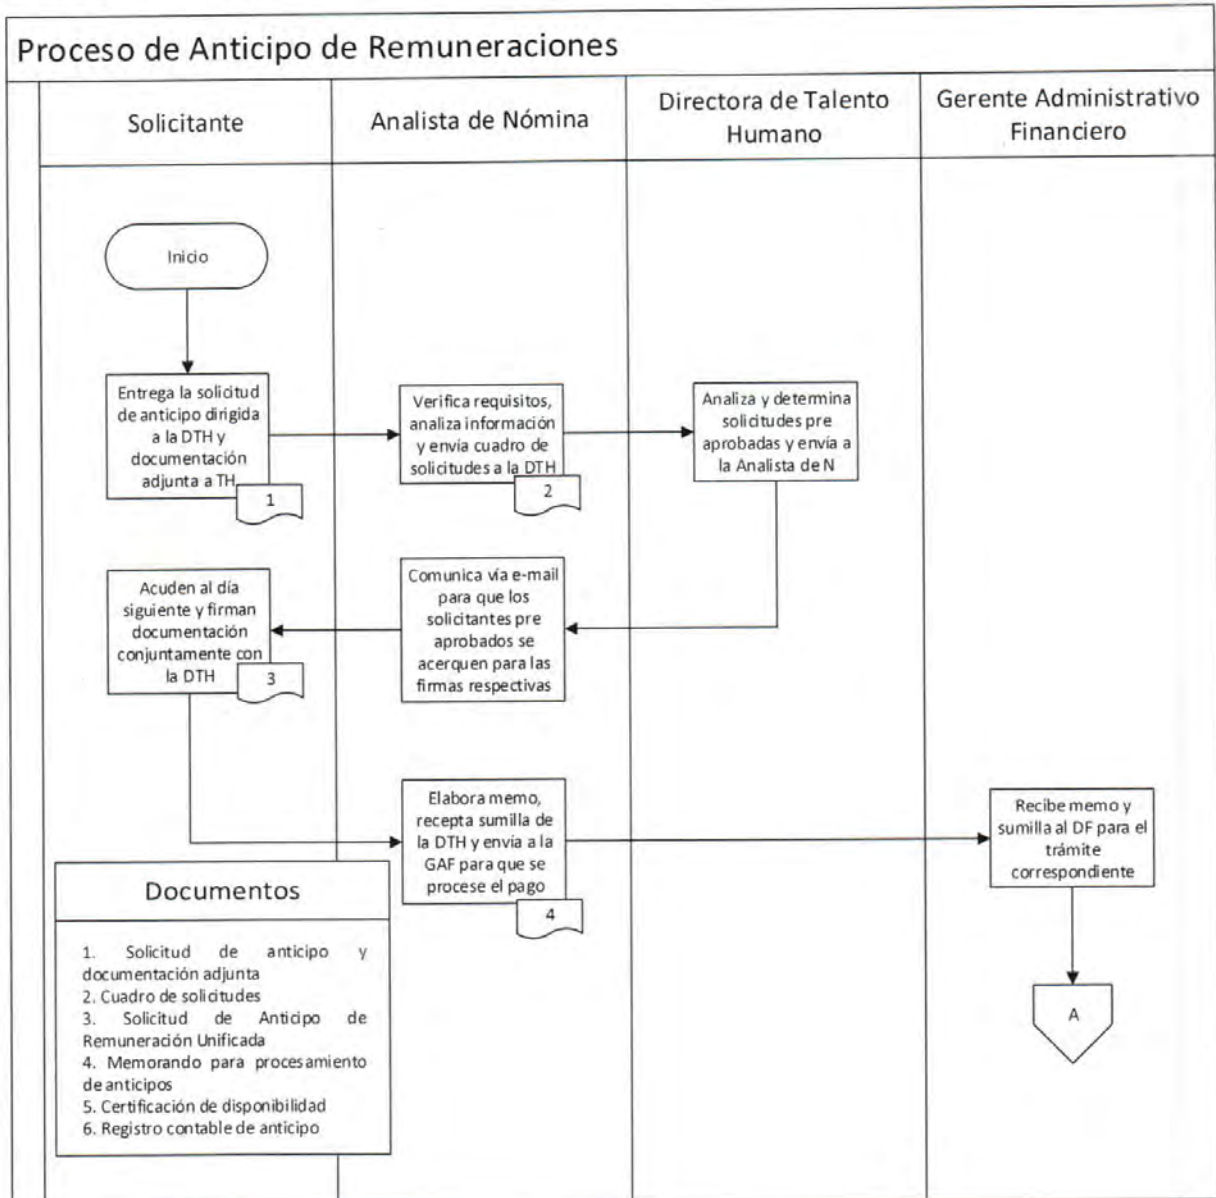 Proceso de Anticipo de Remuneraciones
Solicitante
Analista de Nómina
Directora de Talento
Humano
Gerente Administrativo
Financiero
Inicio
Entrega la solicitud
de anticipo dirigida
a la DTH y
documentación
adjunta a TH
1
Verifica requisitos,
analiza información
y envía cuadro de
solicitudes a la DTH
2
Analiza y determina
solicitudes pre
aprobadas y envía a
la Analista de N
Acuden al día
siguiente y firman
documentación
conjuntamente con
la DTH
3
Comunica vía e-mail
para que los
solicitantes pre
aprobados se
acerquen para las
firmas respectivas
Elabora memo,
recepta sumilla de
la DTH y envía a la
GAF para que se
procese el pago
4
Recibe memo y
sumilla al DF para el
trámite
correspondiente
A
Documentos
1. Solicitud de anticipo y
documentación adjunta
2. Cuadro de solicitudes
3. Solicitud de Anticipo de
Remuneración Unificada
4. Memorando para procesamiento
de anticipos
5. Certificación de disponibilidad
6. Registro contable de anticipo